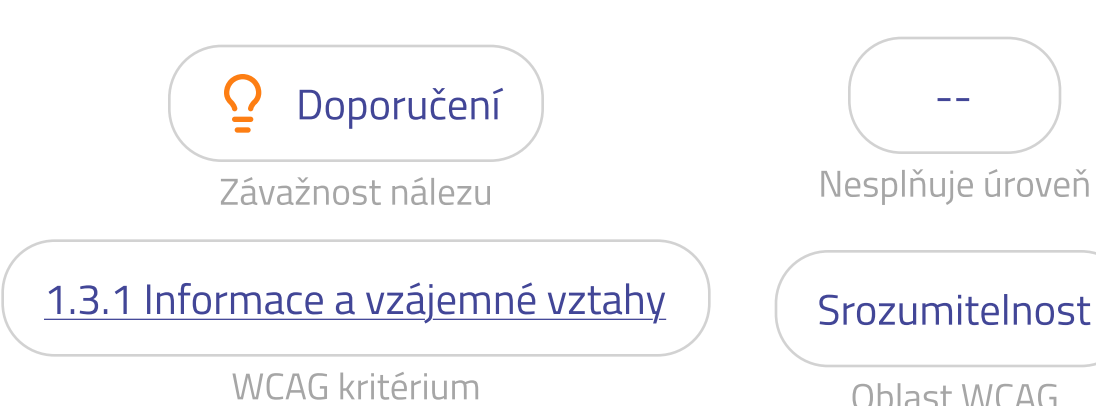 Doporučení
--
Závažnost nálezu
Nesplňuje úroveň
1.3.1 Informace a vzájemné vztahy
Srozumitelnost
WCAG kritérium
Oblast WCAG